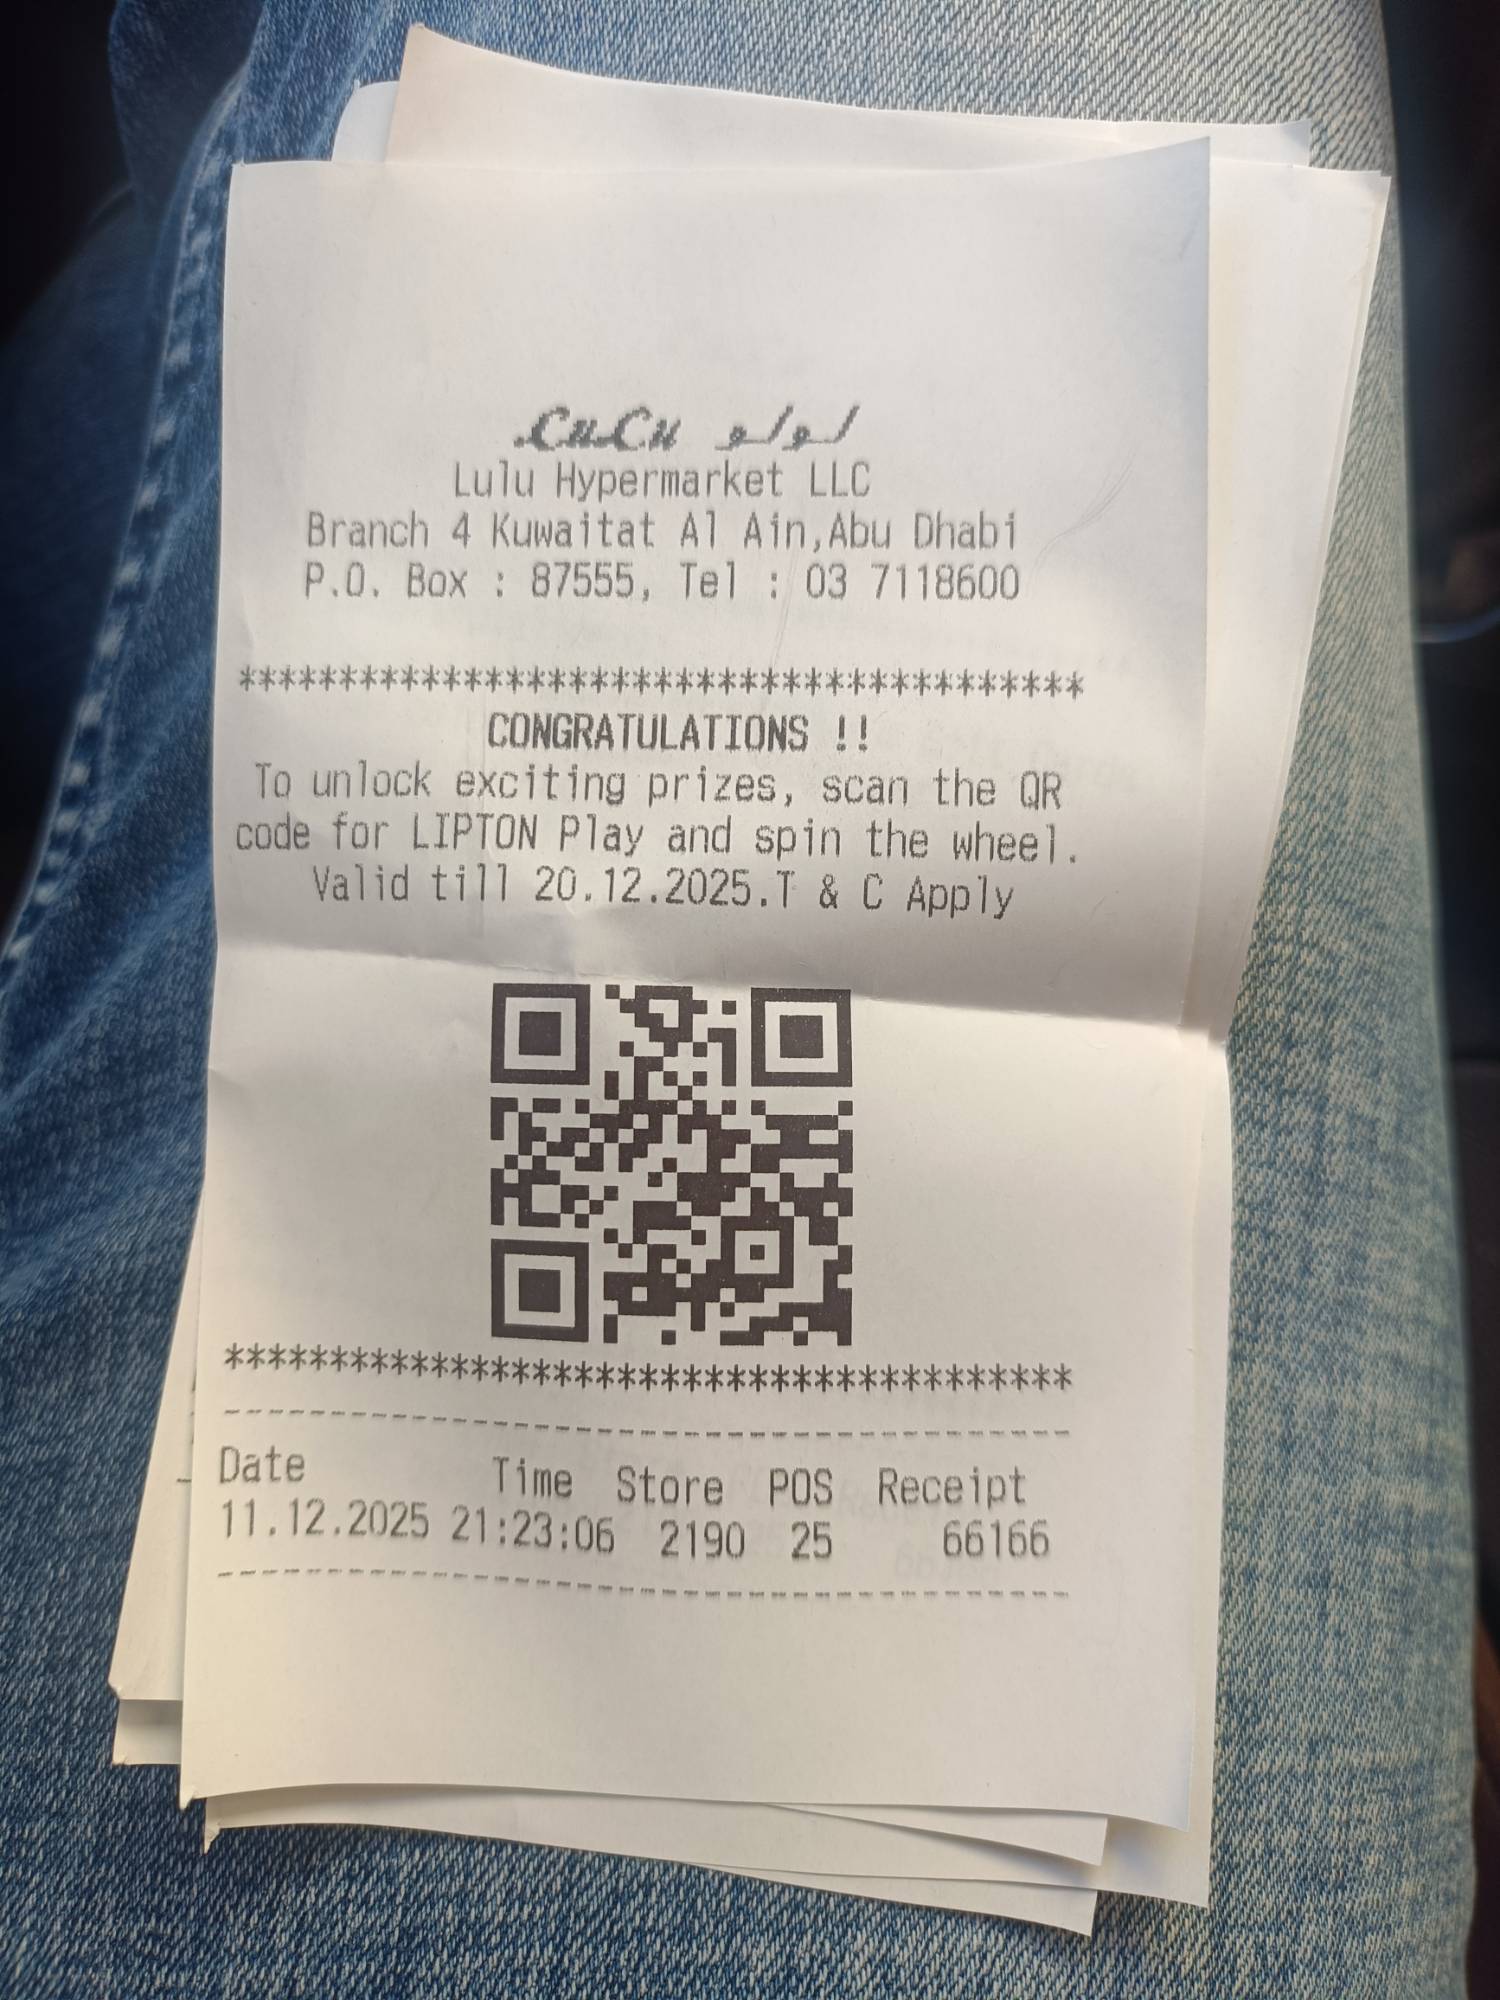 LuLu لولو
Lulu Hypermarket LLC
Branch 4 Kuwaitat Al Ain,Abu Dhabi
P.O. Box : 87555, Tel : 03 7118600
******************************************
CONGRATULATIONS !!
To unlock exciting prizes, scan the QR
code for LIPTON Play and spin the wheel.
Valid till 20.12.2025.T & C Apply
******************************************
------------------------------------------
Date Time Store POS Receipt
11.12.2025 21:23:06 2190 25 66166
------------------------------------------